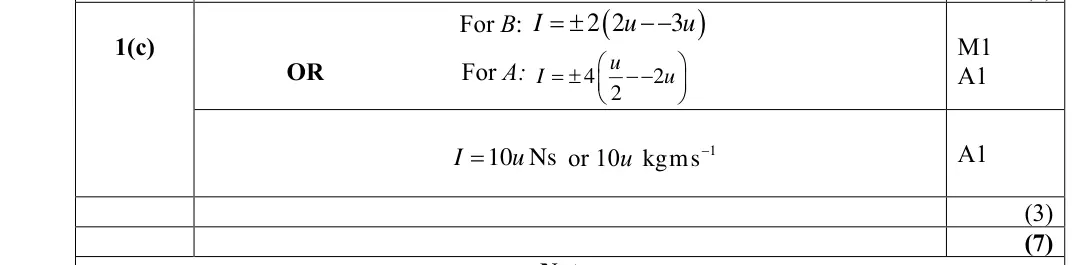 For B: I = ±2(2u − −3u)
1(c)
M1
OR
For A: I = ±4(u/2 − −2u)
A1
I = 10u Ns or 10u kg m s⁻¹
A1
(3)
(7)